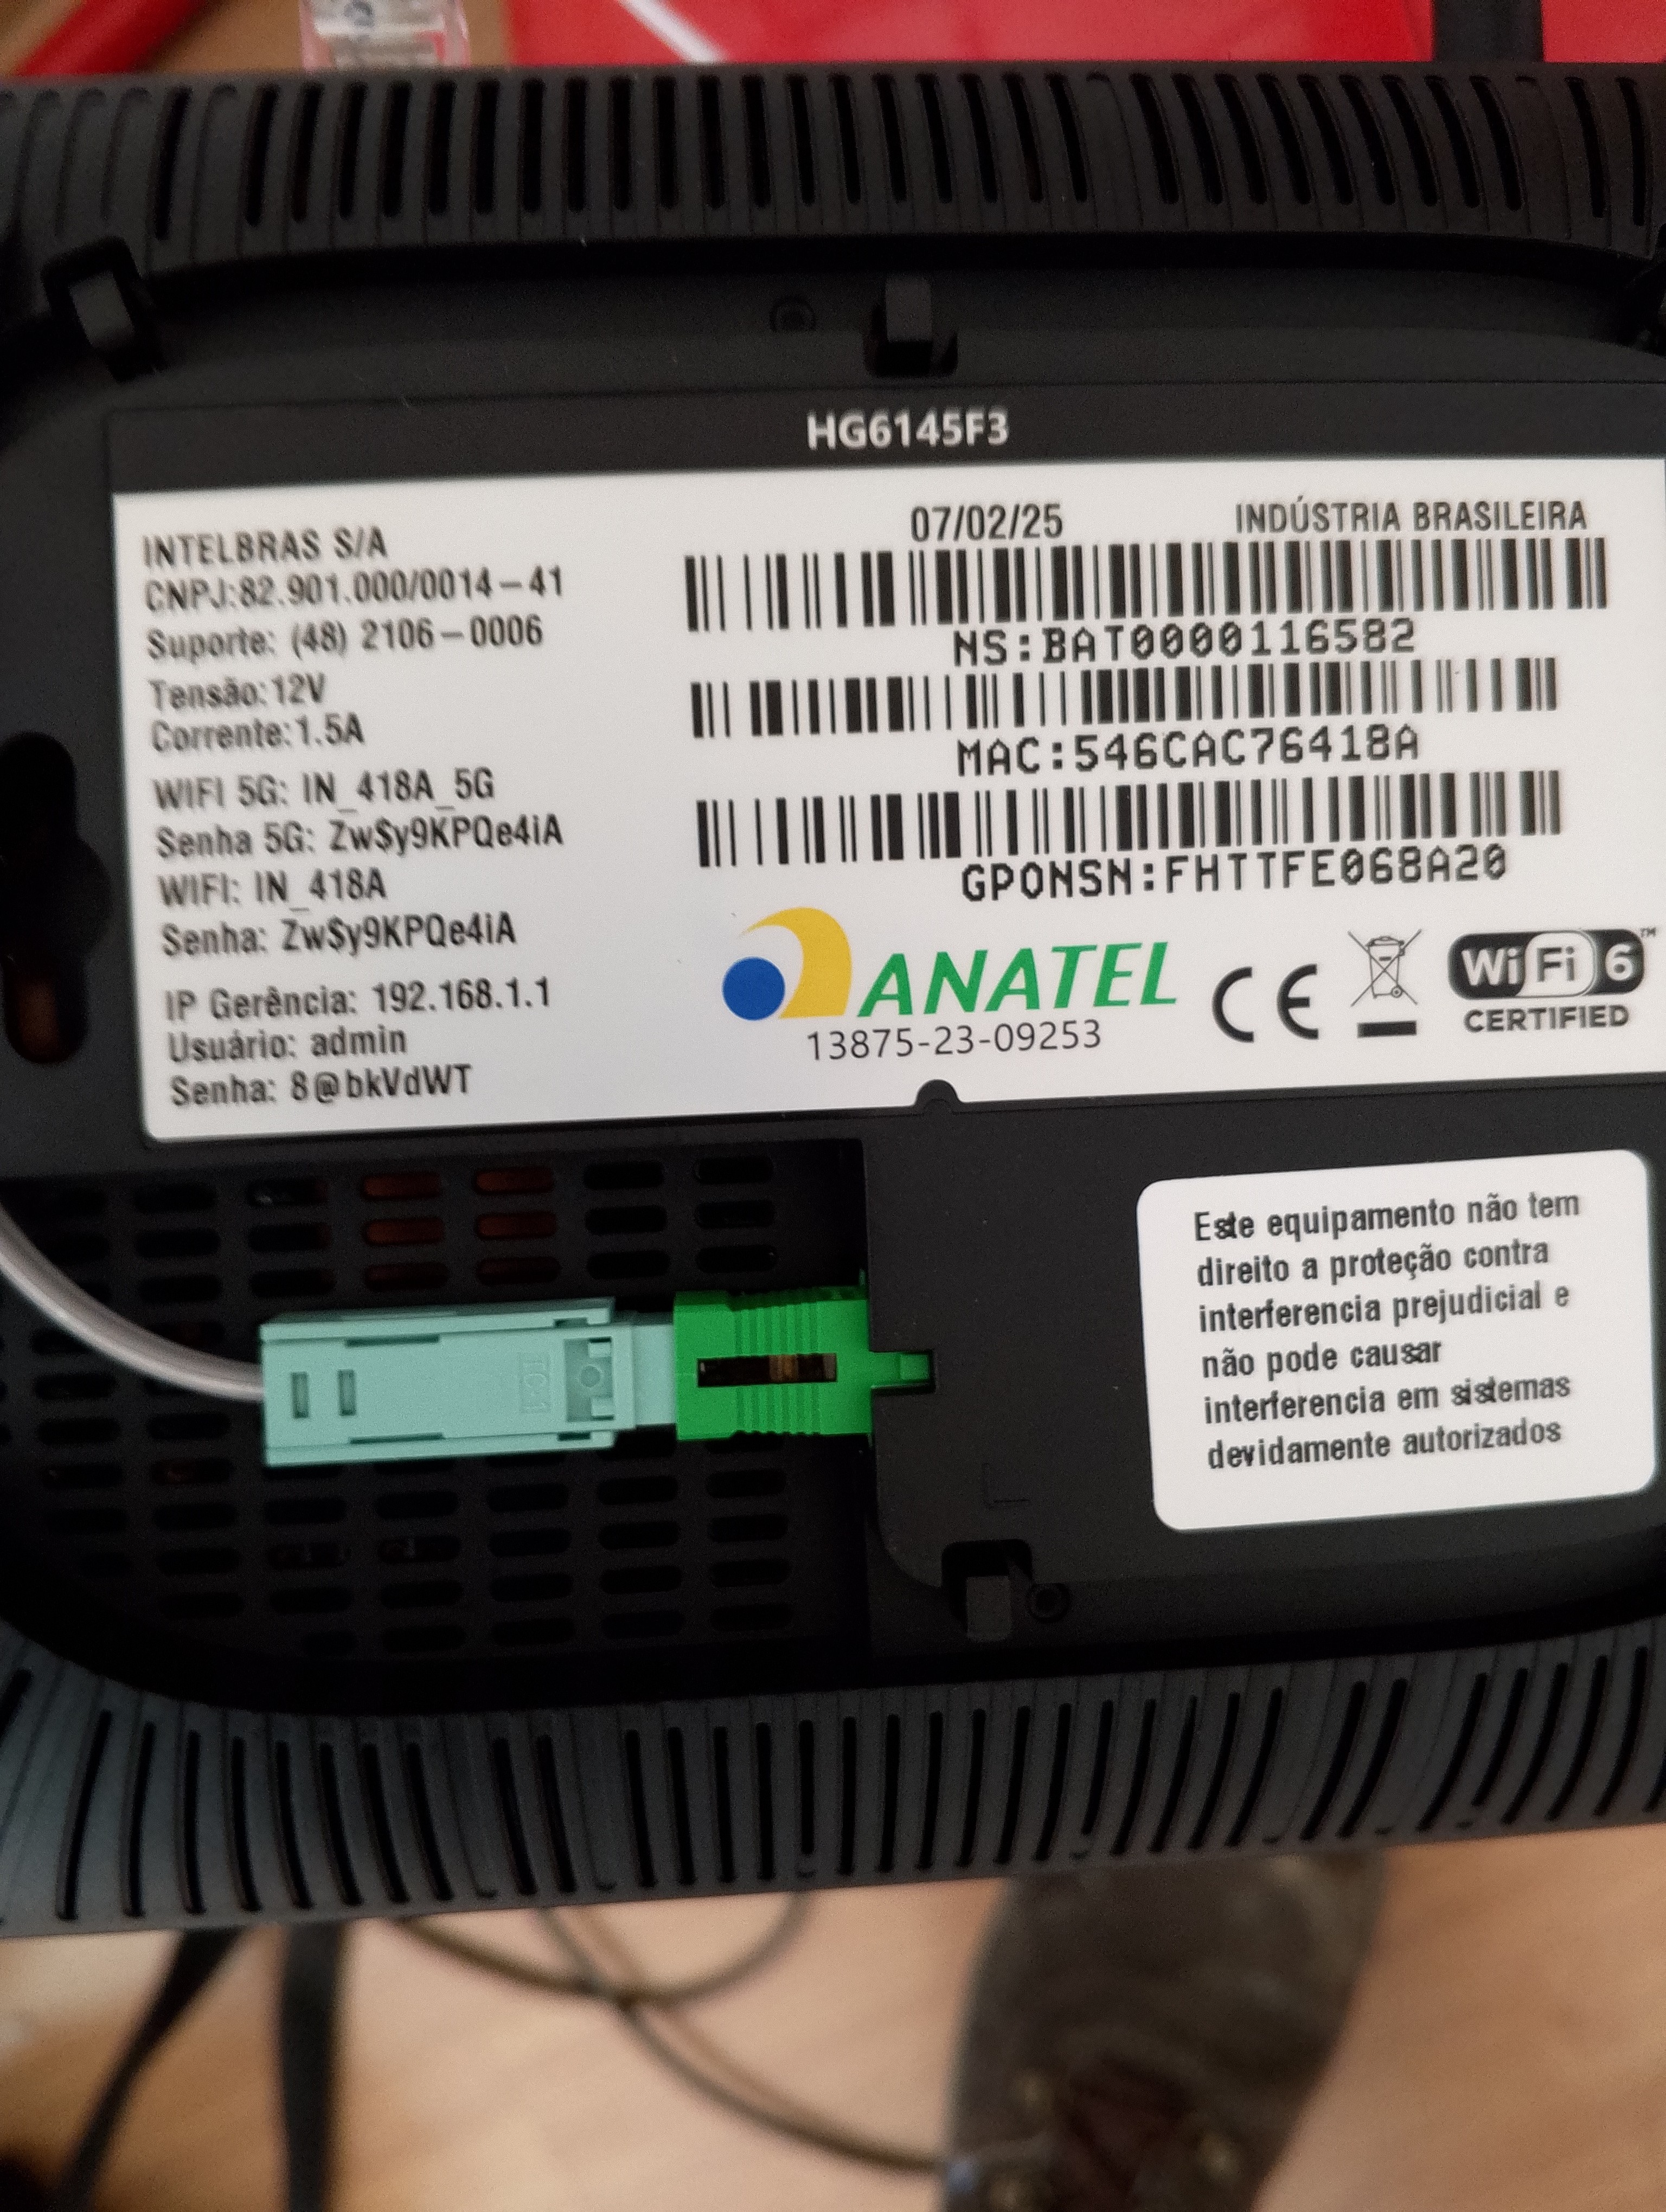 HG6145F3
INTELBRAS S/A
CNPJ:82.901.000/0014-41
Suporte: (48) 2106-0006
Tensão:12V
Corrente:1.5A
WIFI 5G: IN_418A_5G
Senha 5G: Zw$y9KPQe4iA
WIFI: IN_418A
Senha: Zw$y9KPQe4iA
IP Gerência: 192.168.1.1
Usuário: admin
Senha: 8@bkVdWT
07/02/25 INDÚSTRIA BRASILEIRA
NS:BAT0000116582
MAC:546CAC76418A
GPONSN:FHTTFE068A20
ANATEL
13875-23-09253
CE
Wi Fi 6™
CERTIFIED
Este equipamento não tem
direito a proteção contra
interferencia prejudicial e
não pode causar
interferencia em sistemas
devidamente autorizados